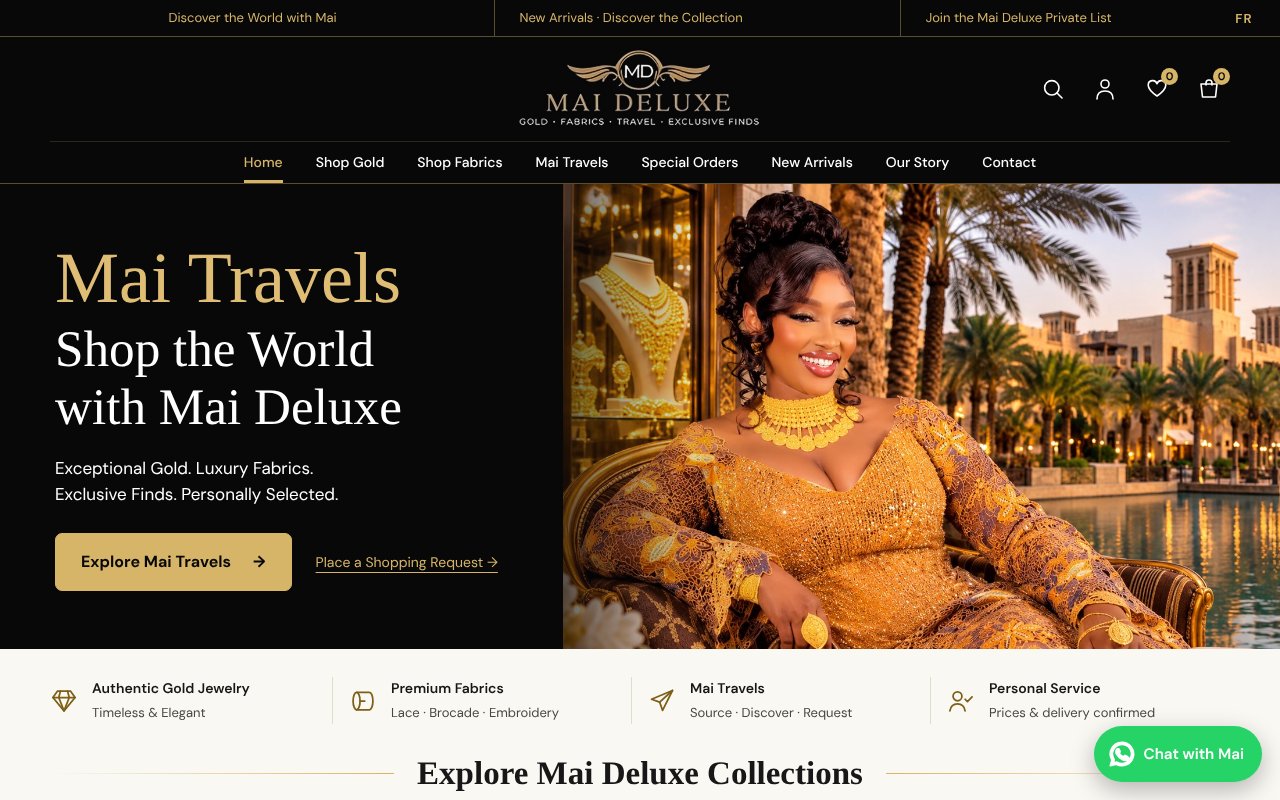 Discover the World with Mai
New Arrivals · Discover the Collection
Join the Mai Deluxe Private List
FR
MD
MAI DELUXE
GOLD • FABRICS • TRAVEL • EXCLUSIVE FINDS
0
0
Home
Shop Gold
Shop Fabrics
Mai Travels
Special Orders
New Arrivals
Our Story
Contact
Mai Travels
Shop the World
with Mai Deluxe
Exceptional Gold. Luxury Fabrics.
Exclusive Finds. Personally Selected.
Explore Mai Travels →
Place a Shopping Request →
Authentic Gold Jewelry
Timeless & Elegant
Premium Fabrics
Lace · Brocade · Embroidery
Mai Travels
Source · Discover · Request
Personal Service
Prices & delivery confirmed
Chat with Mai
Explore Mai Deluxe Collections